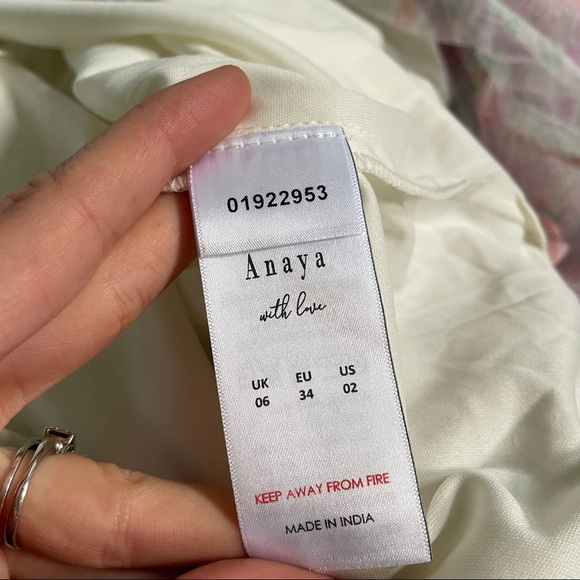 01922953
Anaya
with love
UK EU US
06 34 02
KEEP AWAY FROM FIRE
MADE IN INDIA